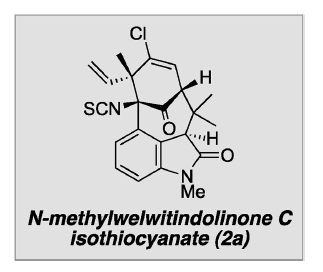 Cl
H
SCN
O
H
O
N
Me
N-methylwelwitindolinone C
isothiocyanate (2a)